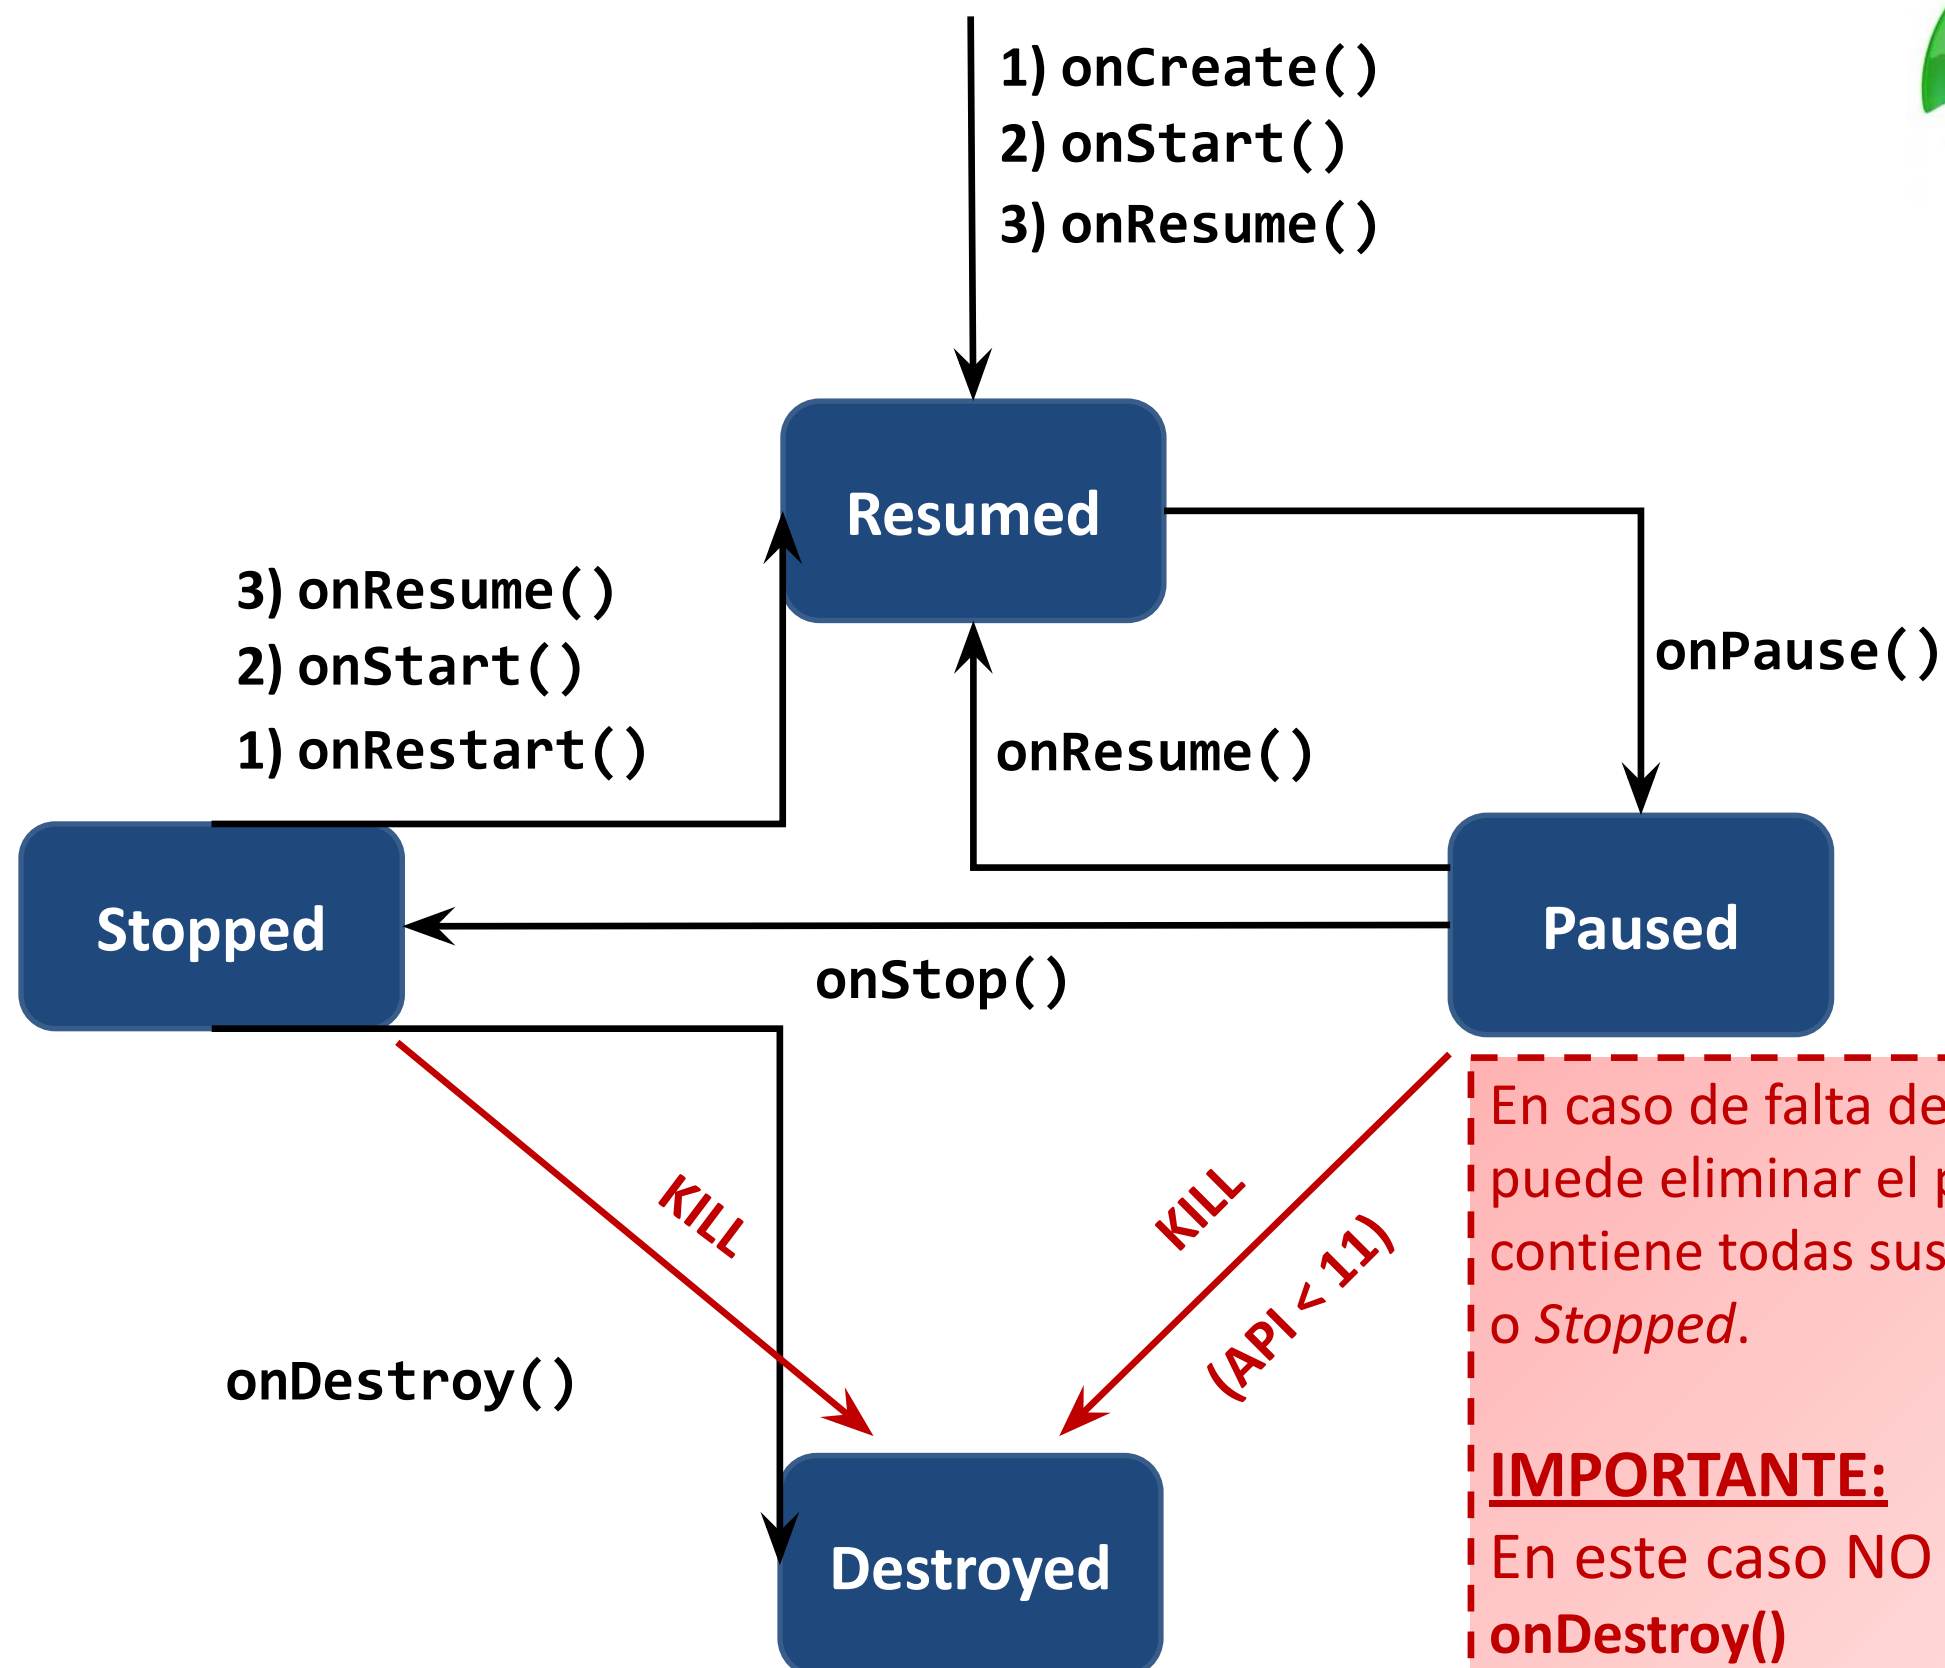 1) onCreate()
2) onStart()
3) onResume()
Resumed
3) onResume()
2) onStart()
1) onRestart()
onPause()
onResume()
Stopped
Paused
onStop()
KILL
KILL
(API < 11)
onDestroy()
Destroyed
En caso de falta de
puede eliminar el
contiene todas sus
o Stopped.
IMPORTANTE:
En este caso NO
onDestroy()